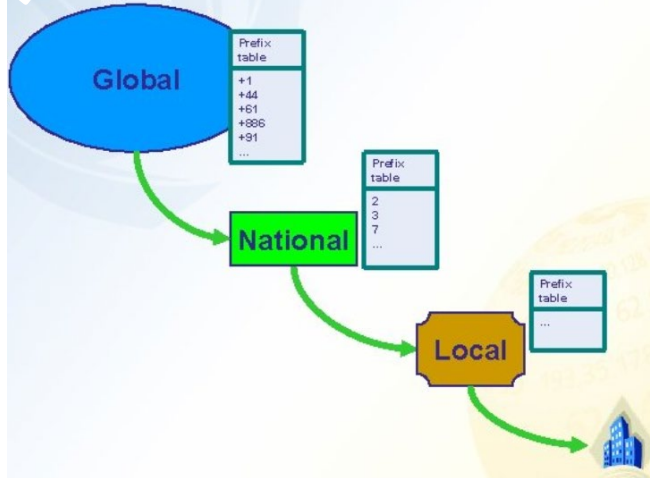 Global
Prefix
table
+1
+44
+61
+886
+91
...
National
Prefix
table
2
3
7
...
Local
Prefix
table
...